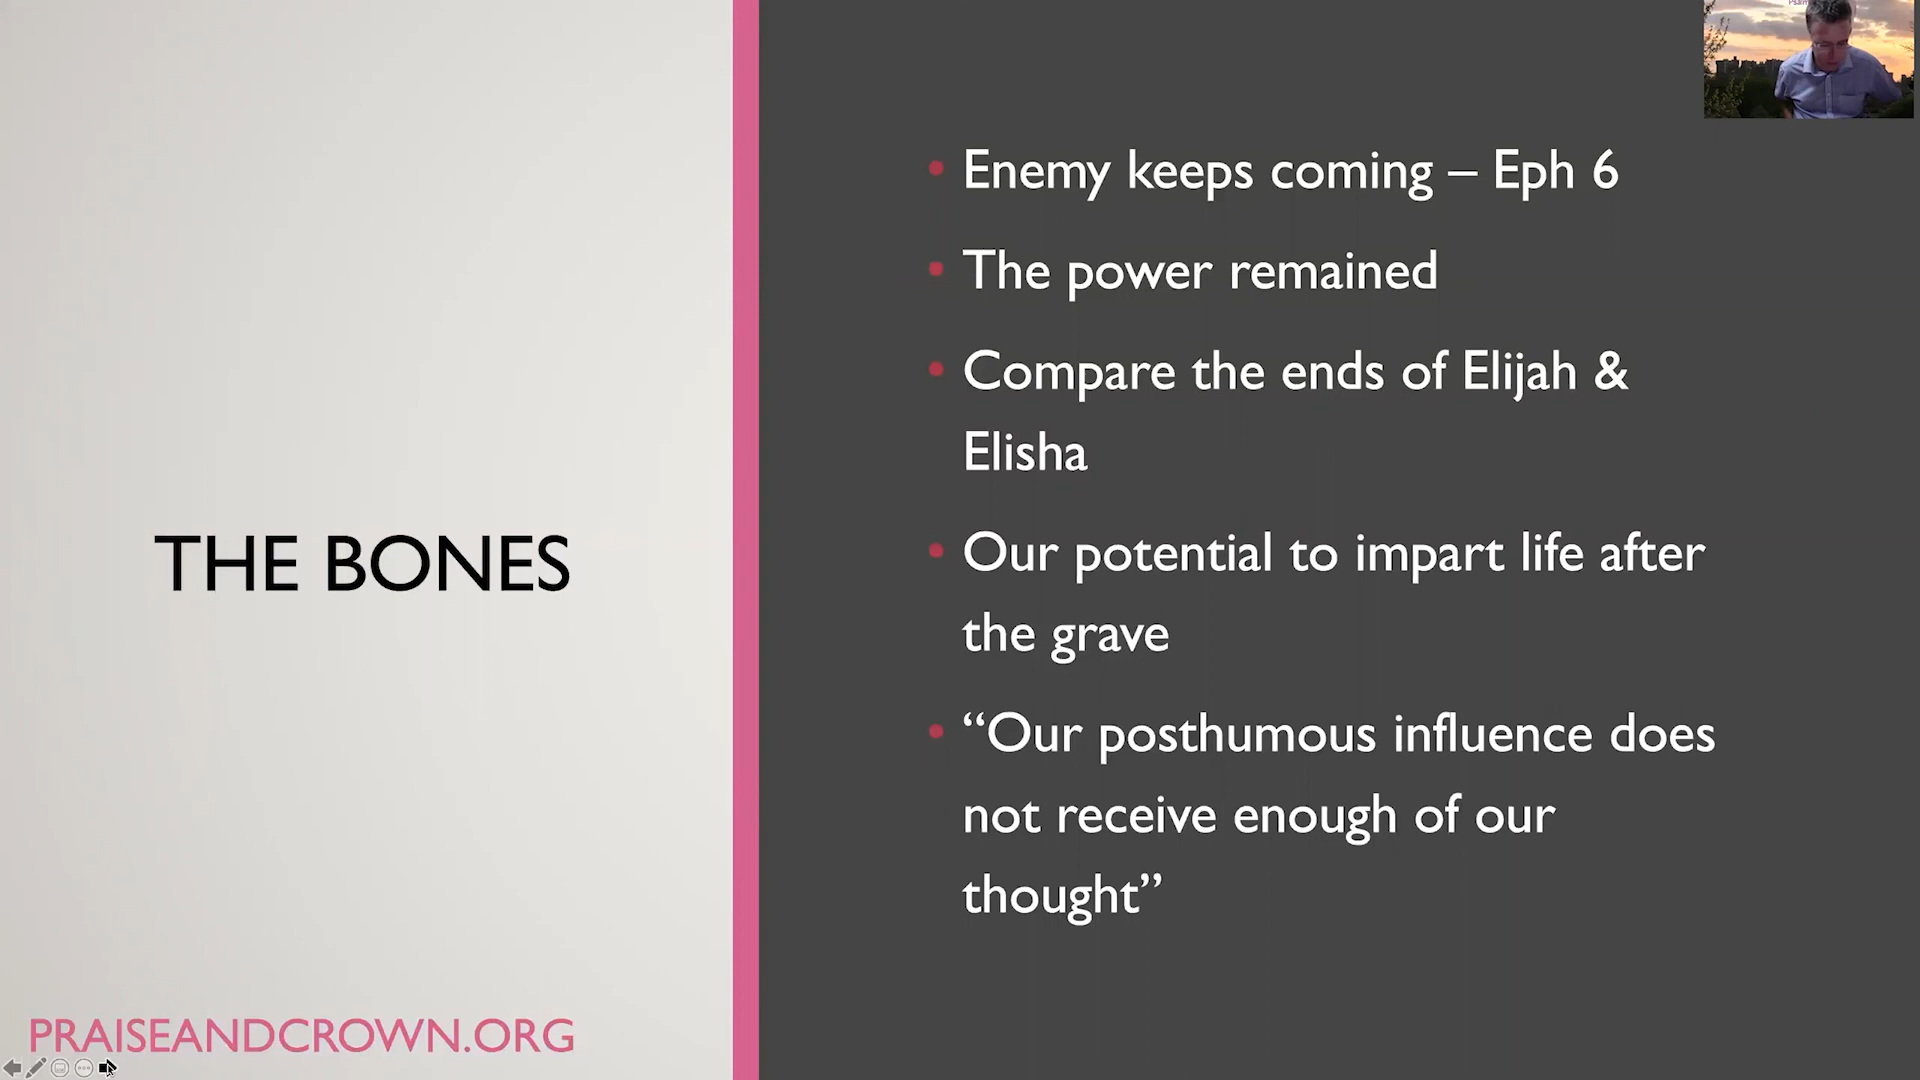 Psalm
• Enemy keeps coming – Eph 6
• The power remained
• Compare the ends of Elijah &
Elisha
• Our potential to impart life after
the grave
• “Our posthumous influence does
not receive enough of our
thought”
THE BONES
PRAISEANDCROWN.ORG